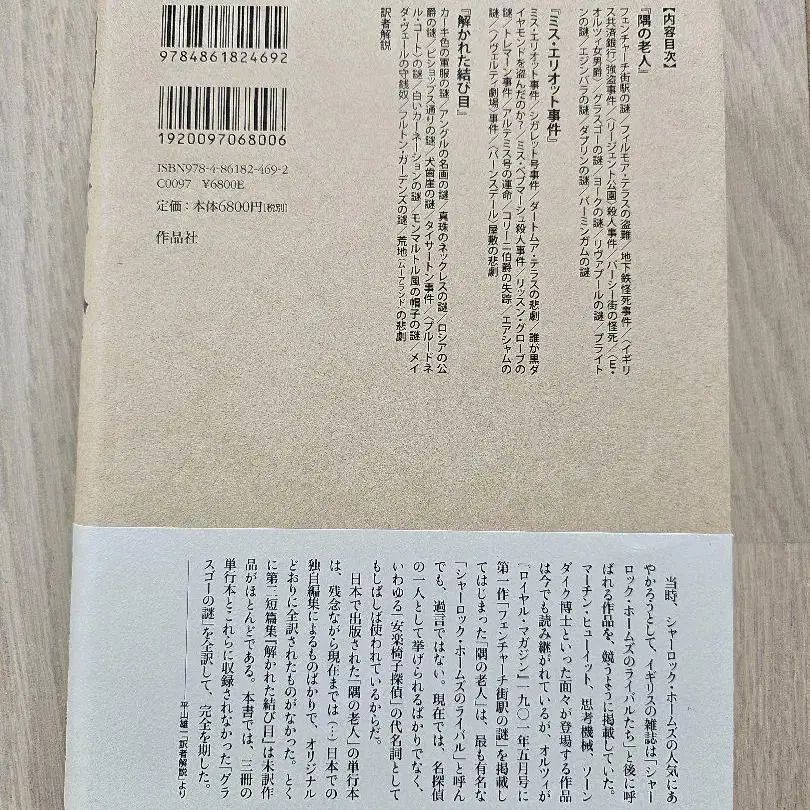 【内容目次】
『隅の老人』
フェンチャーチ街駅の謎／フィルモア・テラスの盗難／地下鉄怪死事件／〈イギリ
ス共済銀行〉強盗事件／〈リージェント公園〉殺人事件／パーシー街の怪死／〈E・
オルツィ女男爵〉／グラスゴーの謎／ヨークの謎／リヴァプールの謎／ブライト
ンの謎／エジンバラの謎／ダブリンの謎／バーミンガムの謎
『ミス・エリオット事件』
ミス・エリオット事件／シガレット号事件／ダートムア・テラスの悲劇／誰が黒ダ
イヤモンドを盗んだのか？／ミス・ペブマーシュ殺人事件／リッスン・グローブの
謎／トレマーン事件／アルテミス号の運命／コリーニ伯爵の失踪／エアシャムの
謎／〈ノヴェルティ劇場〉事件／〈バーンスデール〉屋敷の悲劇
『解かれた結び目』
カーキ色の軍服の謎／アングルの名画の謎／真珠のネックレスの謎／ロシアの公
爵の謎／ビショップス通りの謎／犬歯崖の謎／タイサートン事件／〈ブルードネ
ル・コート〉の謎／白いカーネーションの謎／モンマルトル風の帽子の謎／メイ
ダ・ヴェールの守銭奴／フルトン・ガーデンズの謎／荒地〈ムーアランド〉の悲劇
訳者解説
9784861824692
1920097068006
ISBN978-4-86182-469-2
C0097 ¥6800E
定価：本体6800円[税別]
作品社
当時、シャーロック・ホームズの人気にあ
やかろうとして、イギリスの雑誌は「シャー
ロック・ホームズのライバルたち」と後に呼
ばれる作品を、競うように掲載していた。
マーチン・ヒューイット、思考機械、ソーン
ダイク博士といった面々が登場する作品
は今でも読み継がれているが、オルツィが
『ロイヤル・マガジン』一九〇一年五月号に
第一作「フェンチャーチ街駅の謎」を掲載し
てはじまった「隅の老人」は、最も有名な
「シャーロック・ホームズのライバル」と呼ん
でも、過言ではない。現在では、名探偵
の一人として挙げられるばかりでなく、
いわゆる「安楽椅子探偵」の代名詞として
もしばしば使われているからだ。
日本で出版された「隅の老人」の単行本
は、残念ながら現在までは（…）日本での
独自編集によるものばかりで、オリジナル
どおりに全訳されたものがなかった。とく
に第三短篇集『解かれた結び目』は未訳作
品がほとんどである。本書では、三冊の
単行本とこれらに収録されなかった「グラ
スゴーの謎」を全訳して、完全を期した。
——平山雄一「訳者解説」より